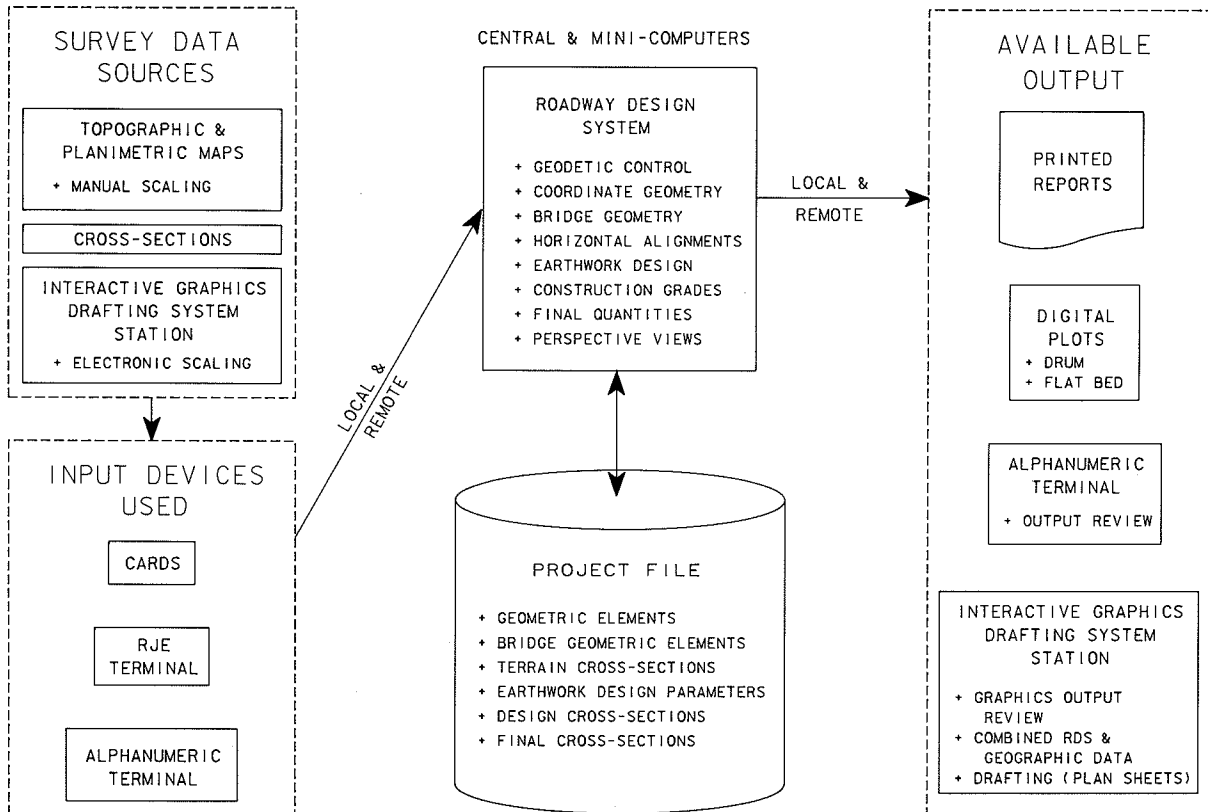 SURVEY DATA
SOURCES
TOPOGRAPHIC &
PLANIMETRIC MAPS
+ MANUAL SCALING
CROSS-SECTIONS
INTERACTIVE GRAPHICS
DRAFTING SYSTEM
STATION
+ ELECTRONIC SCALING
INPUT DEVICES
USED
CARDS
RJE
TERMINAL
ALPHANUMERIC
TERMINAL
LOCAL &
REMOTE
CENTRAL & MINI-COMPUTERS
ROADWAY DESIGN
SYSTEM
+ GEODETIC CONTROL
+ COORDINATE GEOMETRY
+ BRIDGE GEOMETRY
+ HORIZONTAL ALIGNMENTS
+ EARTHWORK DESIGN
+ CONSTRUCTION GRADES
+ FINAL QUANTITIES
+ PERSPECTIVE VIEWS
PROJECT FILE
+ GEOMETRIC ELEMENTS
+ BRIDGE GEOMETRIC ELEMENTS
+ TERRAIN CROSS-SECTIONS
+ EARTHWORK DESIGN PARAMETERS
+ DESIGN CROSS-SECTIONS
+ FINAL CROSS-SECTIONS
LOCAL &
REMOTE
AVAILABLE
OUTPUT
PRINTED
REPORTS
DIGITAL
PLOTS
+ DRUM
+ FLAT BED
ALPHANUMERIC
TERMINAL
+ OUTPUT REVIEW
INTERACTIVE GRAPHICS
DRAFTING SYSTEM
STATION
+ GRAPHICS OUTPUT
REVIEW
+ COMBINED RDS &
GEOGRAPHIC DATA
+ DRAFTING (PLAN SHEETS)